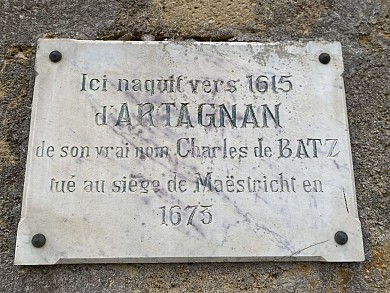 Ici naquit vers 1615
d'ARTAGNAN
de son vrai nom Charles de BATZ
tué au siège de Maëstricht en
1673